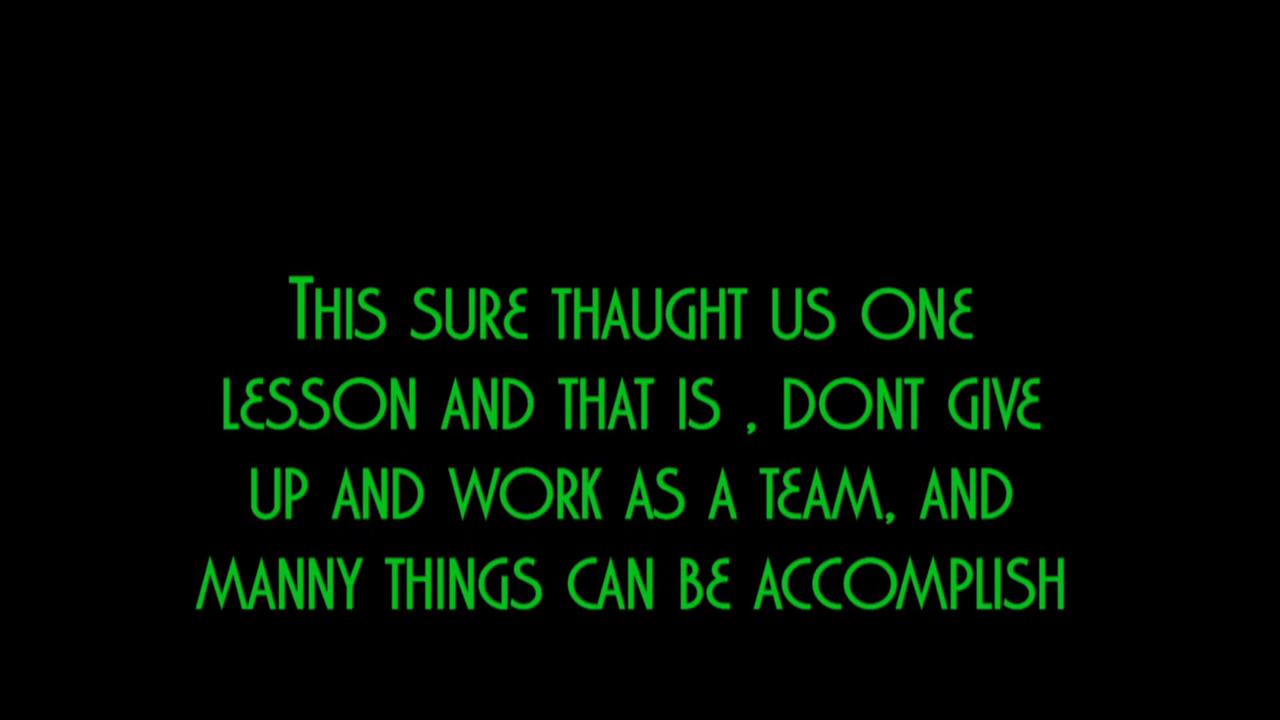 This sure thaught us one
lesson and that is , dont give
up and work as a team, and
manny things can be accomplish